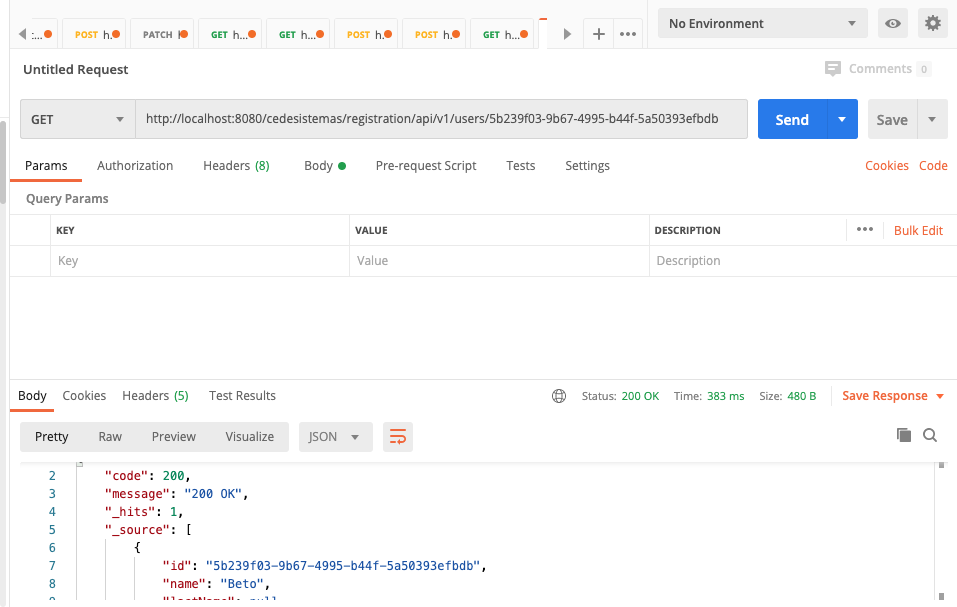 :... POST h. PATCH GET h... GET h... POST h. POST h. GET h... No Environment
Untitled Request Comments 0
GET http://localhost:8080/cedesistemas/registration/api/v1/users/5b239f03-9b67-4995-b44f-5a50393efbdb Send Save
Params Authorization Headers (8) Body Pre-request Script Tests Settings Cookies Code
Query Params
KEY VALUE DESCRIPTION Bulk Edit
Key Value Description
Body Cookies Headers (5) Test Results Status: 200 OK Time: 383 ms Size: 480 B Save Response
Pretty Raw Preview Visualize JSON
2 "code": 200,
3 "message": "200 OK",
4 "_hits": 1,
5 "_source": [
6 {
7 "id": "5b239f03-9b67-4995-b44f-5a50393efbdb",
8 "name": "Beto",
9 "lastName": null